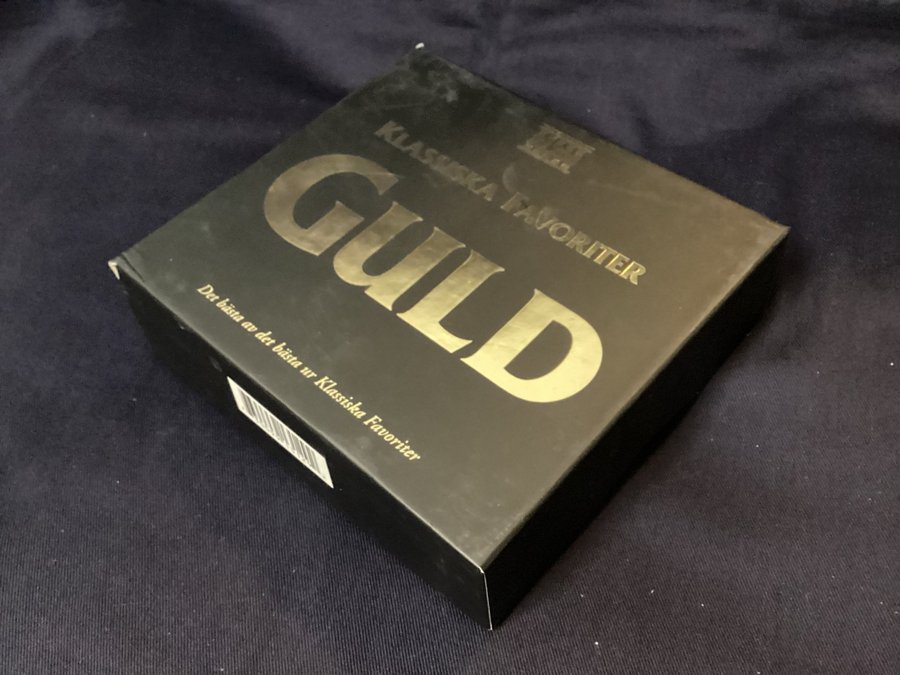 KLASSISKA FAVORITER
GULD
Det bästa av det bästa ur Klassiska Favoriter